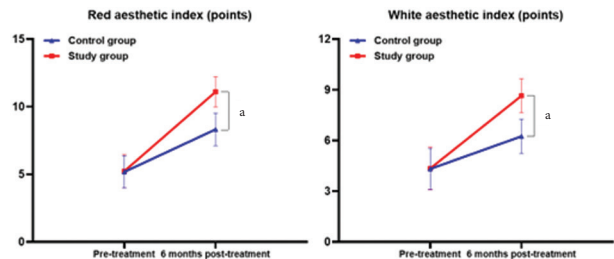 Red aesthetic index (points)
15
Control group
Study group
10
a
5
0
Pre-treatment 6 months post-treatment
White aesthetic index (points)
12
Control group
Study group
9
a
6
3
0
Pre-treatment 6 months post-treatment